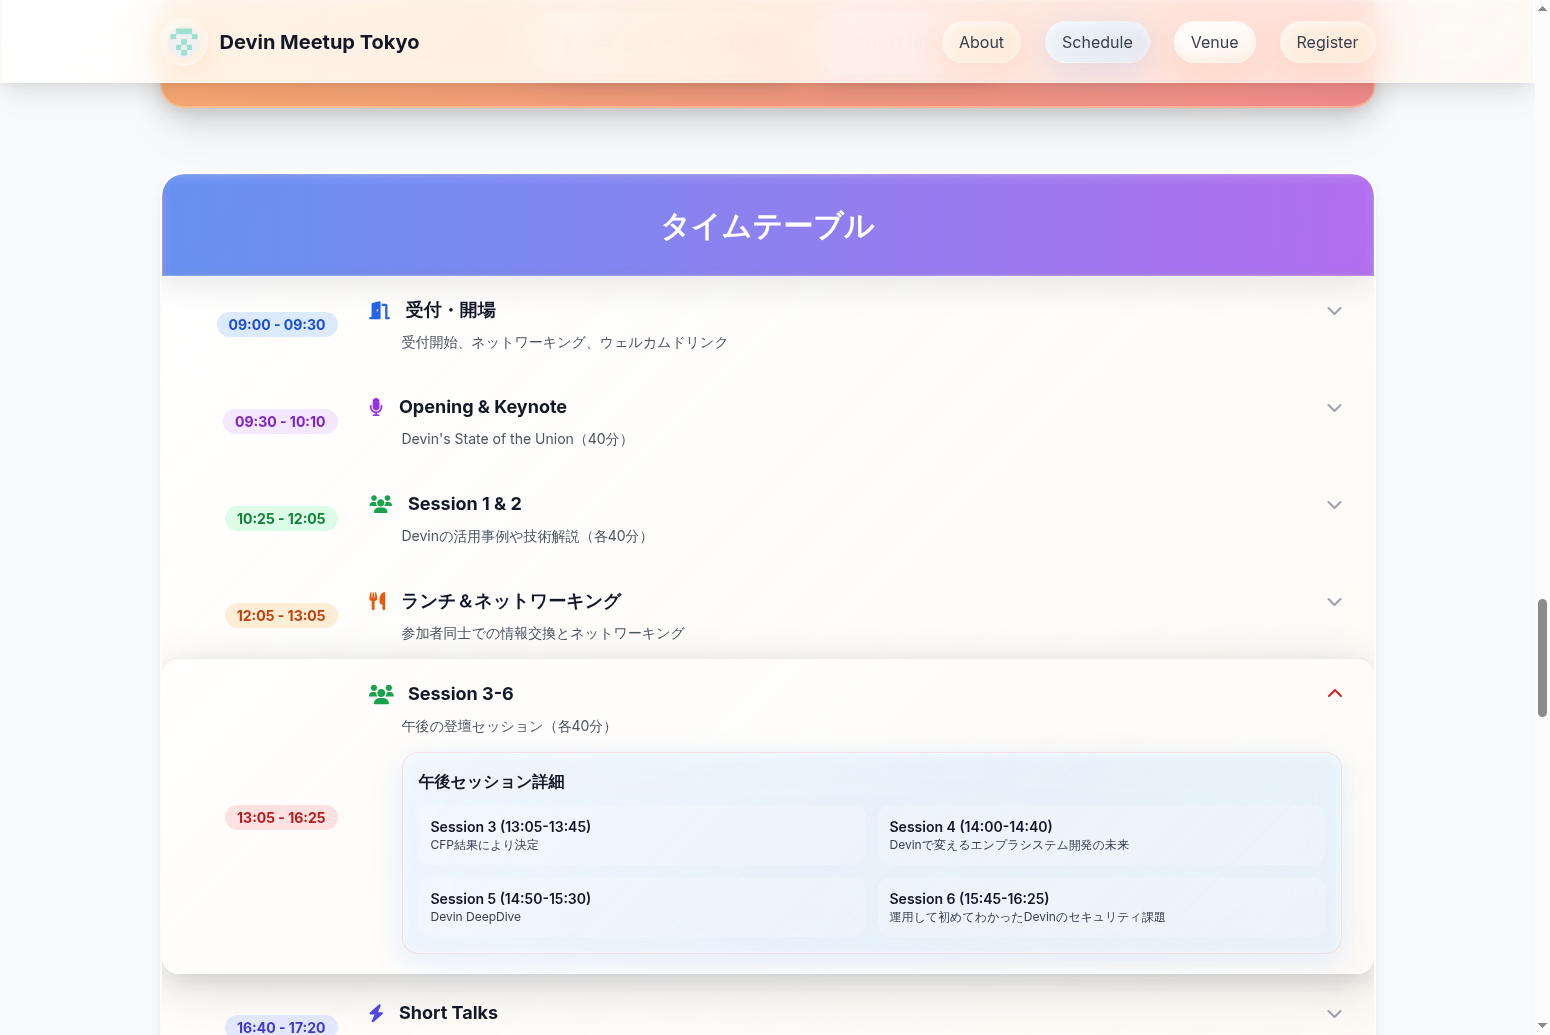 Devin Meetup Tokyo
About
Schedule
Venue
Register
タイムテーブル
09:00 - 09:30
受付・開場
受付開始、ネットワーキング、ウェルカムドリンク
09:30 - 10:10
Opening & Keynote
Devin's State of the Union（40分）
10:25 - 12:05
Session 1 & 2
Devinの活用事例や技術解説（各40分）
12:05 - 13:05
ランチ＆ネットワーキング
参加者同士での情報交換とネットワーキング
13:05 - 16:25
Session 3-6
午後の登壇セッション（各40分）
午後セッション詳細
Session 3 (13:05-13:45)
CFP結果により決定
Session 4 (14:00-14:40)
Devinで変えるエンプラシステム開発の未来
Session 5 (14:50-15:30)
Devin DeepDive
Session 6 (15:45-16:25)
運用して初めてわかったDevinのセキュリティ課題
16:40 - 17:20
Short Talks